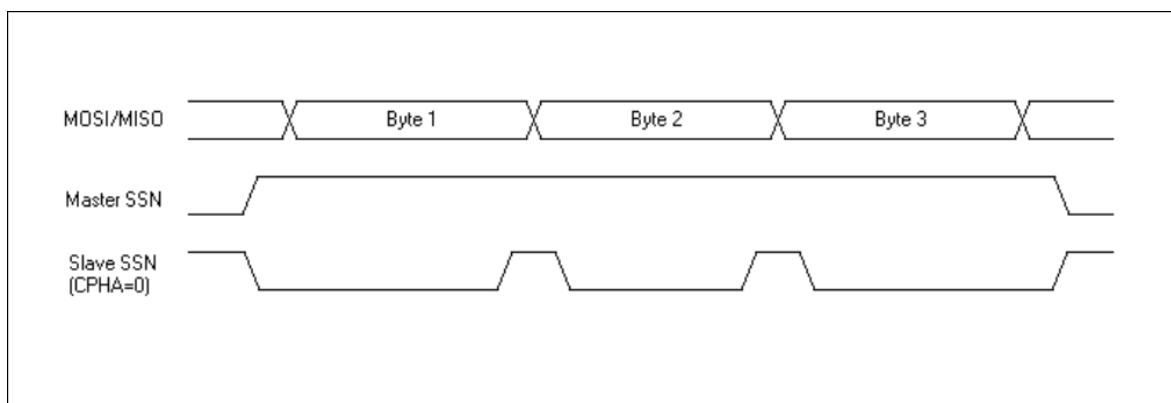 MOSI/MISO
Byte 1
Byte 2
Byte 3
Master SSN
Slave SSN
(CPHA=0)